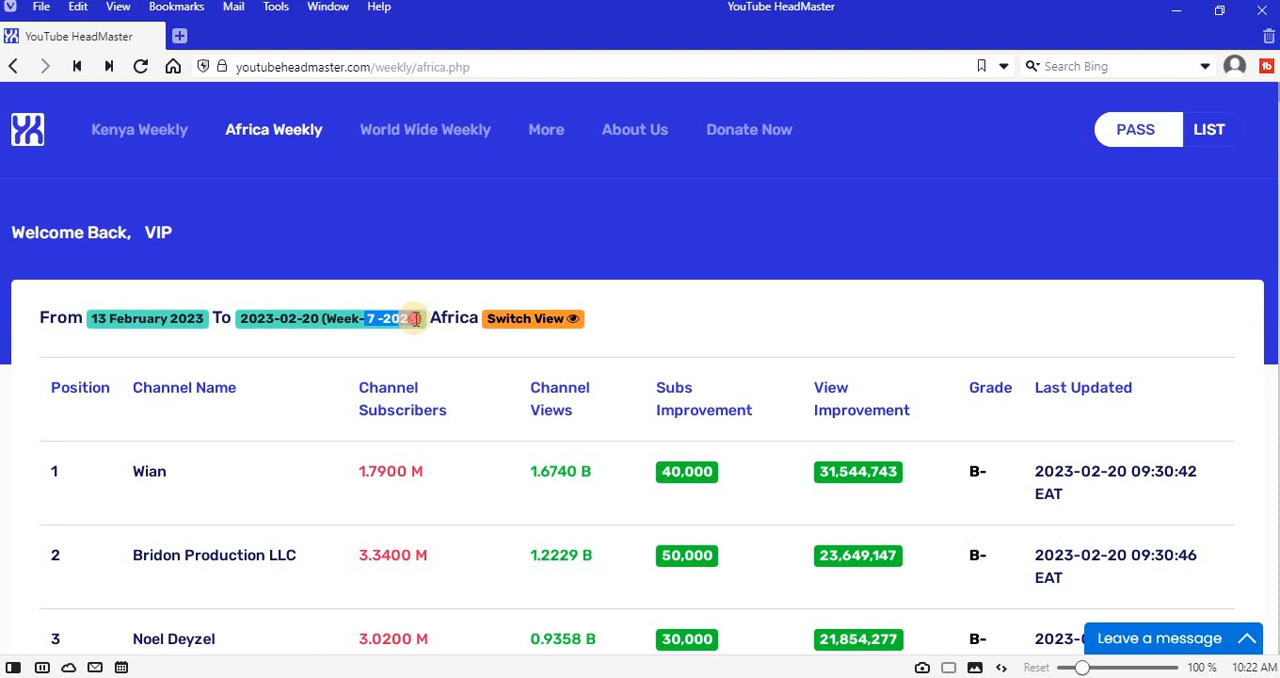 File Edit View Bookmarks Mail Tools Window Help YouTube HeadMaster
YouTube HeadMaster
youtubeheadmaster.com/weekly/africa.php Search Bing
Kenya Weekly Africa Weekly World Wide Weekly More About Us Donate Now PASS LIST
Welcome Back, VIP
From 13 February 2023 To 2023-02-20 (Week- 7 -2023) Africa Switch View
Position Channel Name Channel Subscribers Channel Views Subs Improvement View Improvement Grade Last Updated
1 Wian 1.7900 M 1.6740 B 40,000 31,544,743 B- 2023-02-20 09:30:42 EAT
2 Bridon Production LLC 3.3400 M 1.2229 B 50,000 23,649,147 B- 2023-02-20 09:30:46 EAT
3 Noel Deyzel 3.0200 M 0.9358 B 30,000 21,854,277 B-
Leave a message
Reset 100 % 10:22 AM